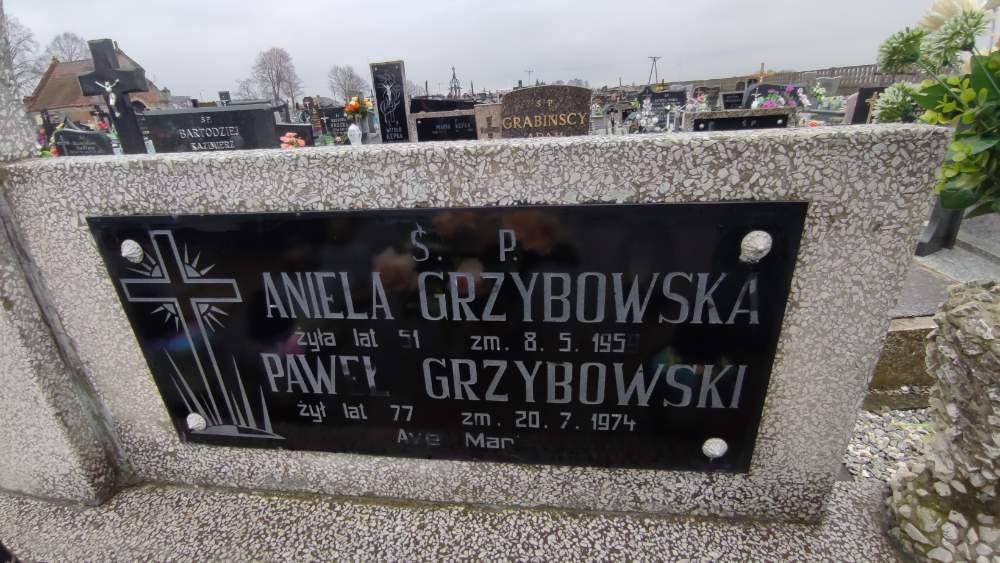 BARTODZIEJ
KAZIMIERZ
Ś P
GRABIŃSCY
ADAM
Ś. P.
ANIELA GRZYBOWSKA
żyła lat 51 zm. 8. 5. 1959
PAWEŁ GRZYBOWSKI
żył lat 77 zm. 20. 7. 1974
Ave Mar